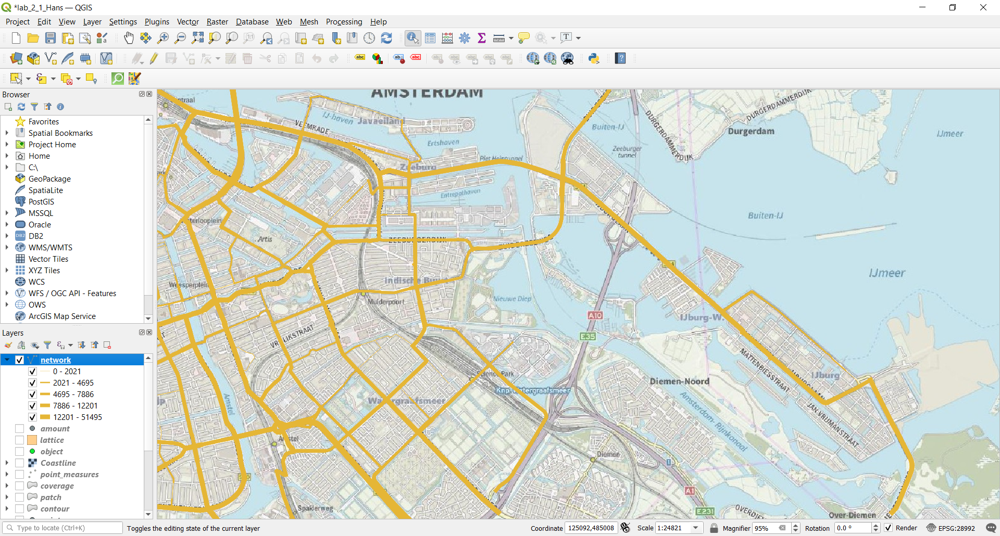 *lab_2_1_Hans — QGIS
Project Edit View Layer Settings Plugins Vector Raster Database Web Mesh Processing Help
Browser
Favorites
Spatial Bookmarks
Project Home
Home
C:\
GeoPackage
SpatiaLite
PostGIS
MSSQL
Oracle
DB2
WMS/WMTS
Vector Tiles
XYZ Tiles
WCS
WFS / OGC API - Features
OWS
ArcGIS Map Service
Layers
network
0 - 2021
2021 - 4695
4695 - 7886
7886 - 12201
12201 - 51495
amount
lattice
object
Coastline
point_measures
coverage
patch
contour
AMSTERDAM
IJ-haven
Javaeiland
VEEMKADE
Ertshaven
Piet Heintunnel
Zeeburg
Entrepothaven
Buiten-IJ
Zeeburger
tunnel
DURGERDAMMERDIJK
DURGERDAMMERDIJK
Durgerdam
IJmeer
Buiten-IJ
IJmeer
Artis
ZEEBURGERDIJK
Weesperplein
Indische Buurt
Muiderpoort
Nieuwe Diep
A10
E35
IJburg-W.
IJburg
MATTENBIESSTRAAT
JAN VRIJMANSTRAAT
Science Park
Knp. Watergraafsmeer
Watergraafsmeer
Diemen-Noord
Amsterdam-Rijnkanaal
Amstel
Amstel
Diemen
Spaklerweg
A1
E231
1
Over-Diemen
Type to locate (Ctrl+K)
Toggles the editing state of the current layer
Coordinate 125092,485008
Scale 1:24821
Magnifier 95%
Rotation 0.0 °
Render
EPSG:28992